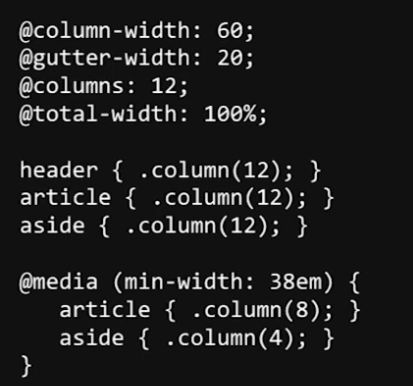 @column-width: 60;
@gutter-width: 20;
@columns: 12;
@total-width: 100%;

header { .column(12); }
article { .column(12); }
aside { .column(12); }

@media (min-width: 38em) {
   article { .column(8); }
   aside { .column(4); }
}